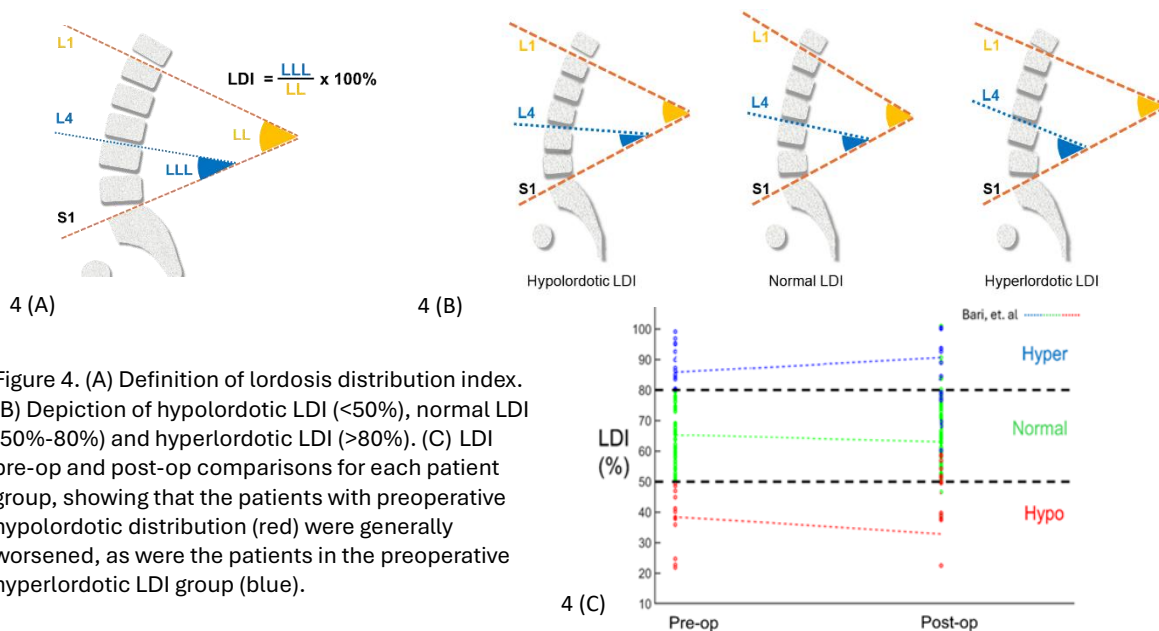 L1
L4
S1
LL
LLL
LDI = LLL / LL x 100%
4 (A)
L1
L4
S1
Hypolordotic LDI
L1
L4
S1
Normal LDI
L1
L4
S1
Hyperlordotic LDI
4 (B)
Figure 4. (A) Definition of lordosis distribution index.
(B) Depiction of hypolordotic LDI (<50%), normal LDI
(50%-80%) and hyperlordotic LDI (>80%). (C) LDI
pre-op and post-op comparisons for each patient
group, showing that the patients with preoperative
hypolordotic distribution (red) were generally
worsened, as were the patients in the preoperative
hyperlordotic LDI group (blue).
Bari, et. al
100
90
80
70
60
50
40
30
20
10
LDI
(%)
Hyper
Normal
Hypo
Pre-op
Post-op
4 (C)